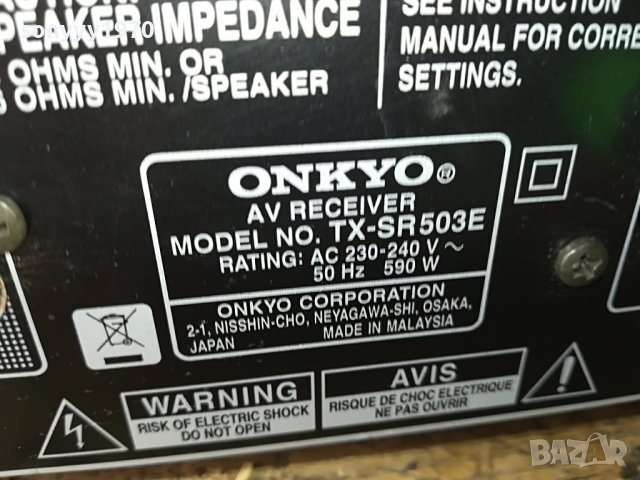 SPEAKER IMPEDANCE
OHMS MIN. OR
OHMS MIN. /SPEAKER
SEE INSTRUCTION
MANUAL FOR CORRE
SETTINGS.
ONKYO®
AV RECEIVER
MODEL NO. TX-SR503E
RATING: AC 230-240 V ~
50 Hz 590 W
ONKYO CORPORATION
2-1, NISSHIN-CHO, NEYAGAWA-SHI, OSAKA,
JAPAN MADE IN MALAYSIA
WARNING
RISK OF ELECTRIC SHOCK
DO NOT OPEN
AVIS
RISQUE DE CHOC ELECTRIQUE
NE PAS OUVRIR
BAZAR